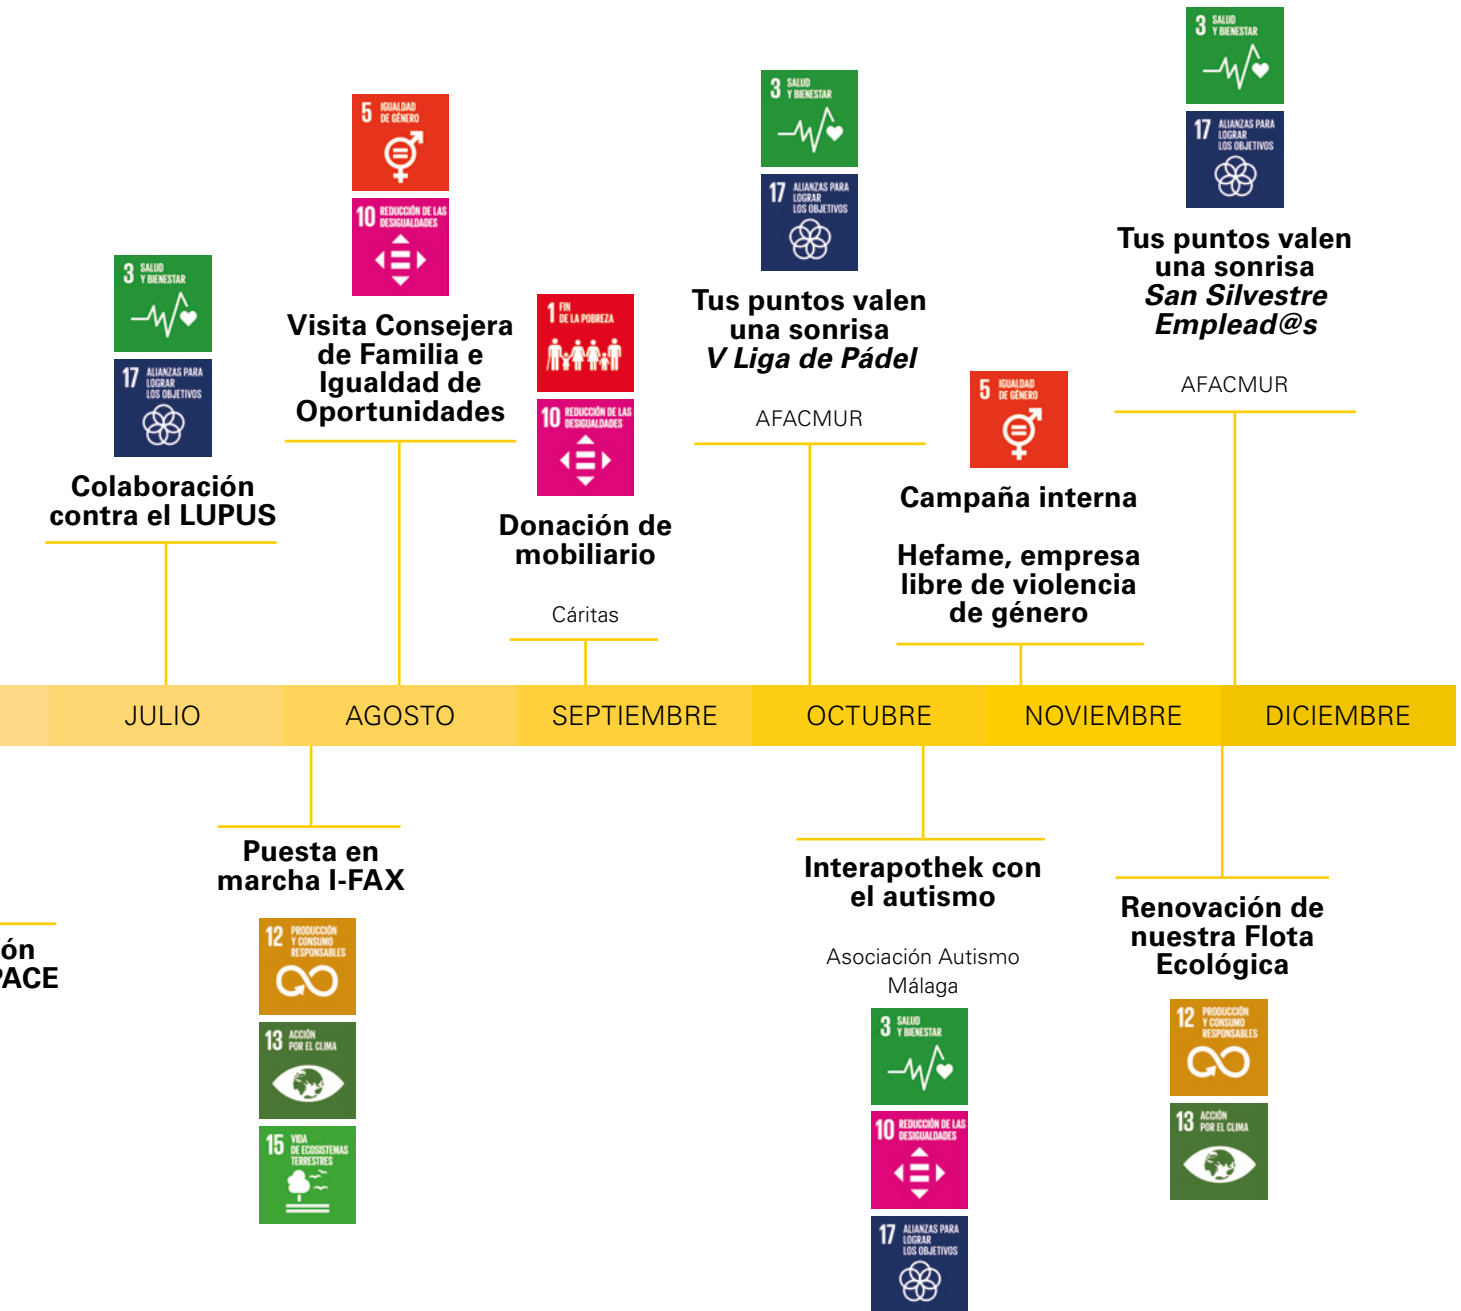 3 SALUD
Y BIENESTAR
17 ALIANZAS PARA
LOGRAR
LOS OBJETIVOS
Colaboración
contra el LUPUS
5 IGUALDAD
DE GÉNERO
10 REDUCCIÓN DE LAS
DESIGUALDADES
Visita Consejera
de Familia e
Igualdad de
Oportunidades
1 FIN
DE LA POBREZA
10 REDUCCIÓN DE LAS
DESIGUALDADES
Donación de
mobiliario
Cáritas
3 SALUD
Y BIENESTAR
17 ALIANZAS PARA
LOGRAR
LOS OBJETIVOS
Tus puntos valen
una sonrisa
V Liga de Pádel
AFACMUR
5 IGUALDAD
DE GÉNERO
Campaña interna
Hefame, empresa
libre de violencia
de género
3 SALUD
Y BIENESTAR
17 ALIANZAS PARA
LOGRAR
LOS OBJETIVOS
Tus puntos valen
una sonrisa
San Silvestre
Emplead@s
AFACMUR
JULIO AGOSTO SEPTIEMBRE OCTUBRE NOVIEMBRE DICIEMBRE
ón
PACE
Puesta en
marcha I-FAX
12 PRODUCCIÓN
Y CONSUMO
RESPONSABLES
13 ACCIÓN
POR EL CLIMA
15 VIDA
DE ECOSISTEMAS
TERRESTRES
Interapothek con
el autismo
Asociación Autismo
Málaga
3 SALUD
Y BIENESTAR
10 REDUCCIÓN DE LAS
DESIGUALDADES
17 ALIANZAS PARA
LOGRAR
LOS OBJETIVOS
Renovación de
nuestra Flota
Ecológica
12 PRODUCCIÓN
Y CONSUMO
RESPONSABLES
13 ACCIÓN
POR EL CLIMA